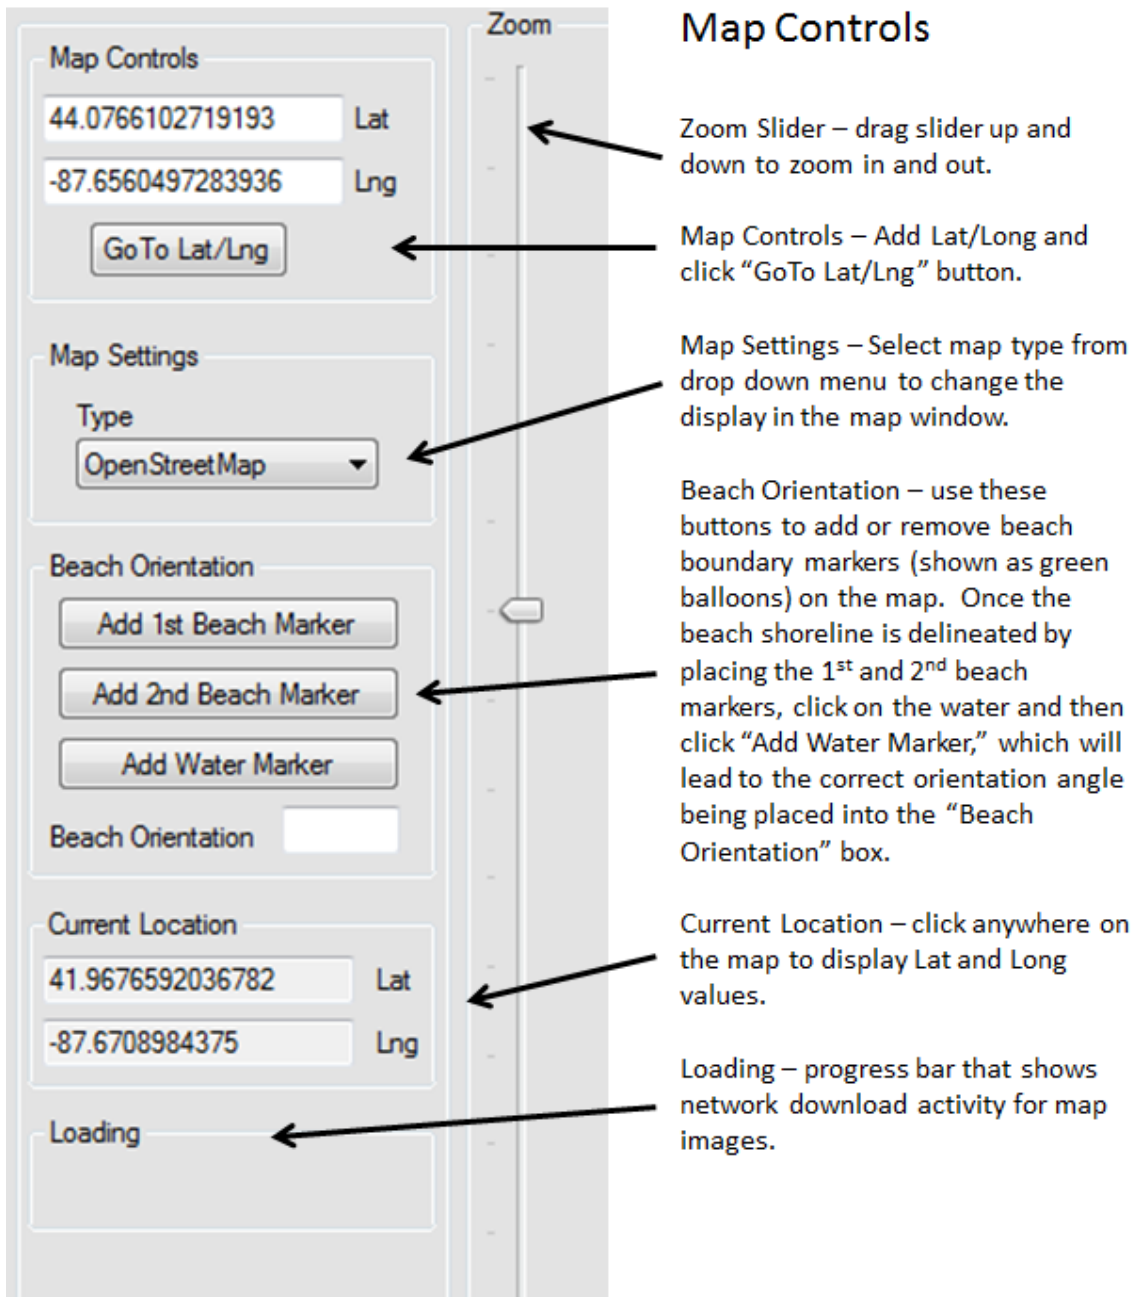 Map Controls
44.0766102719193 Lat
-87.6560497283936 Lng
GoTo Lat/Lng
Map Settings
Type
OpenStreetMap
Beach Orientation
Add 1st Beach Marker
Add 2nd Beach Marker
Add Water Marker
Beach Orientation
Current Location
41.9676592036782 Lat
-87.6708984375 Lng
Loading
Zoom
Map Controls
Zoom Slider – drag slider up and
down to zoom in and out.
Map Controls – Add Lat/Long and
click “GoTo Lat/Lng” button.
Map Settings – Select map type from
drop down menu to change the
display in the map window.
Beach Orientation – use these
buttons to add or remove beach
boundary markers (shown as green
balloons) on the map. Once the
beach shoreline is delineated by
placing the 1st and 2nd beach
markers, click on the water and then
click “Add Water Marker,” which will
lead to the correct orientation angle
being placed into the “Beach
Orientation” box.
Current Location – click anywhere on
the map to display Lat and Long
values.
Loading – progress bar that shows
network download activity for map
images.